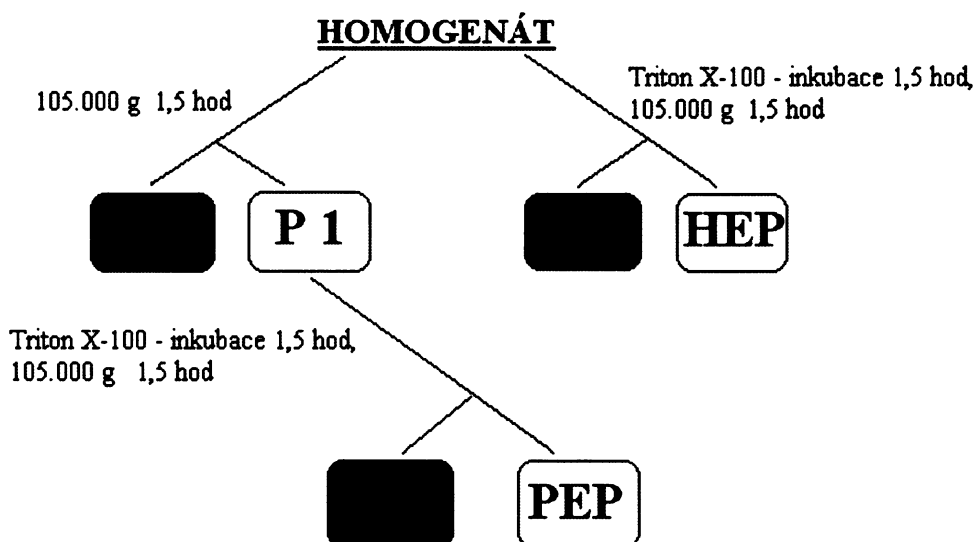 HOMOGENÁT
105.000 g 1,5 hod
Triton X-100 - inkubace 1,5 hod,
105.000 g 1,5 hod
P 1
HEP
Triton X-100 - inkubace 1,5 hod,
105.000 g 1,5 hod
PEP